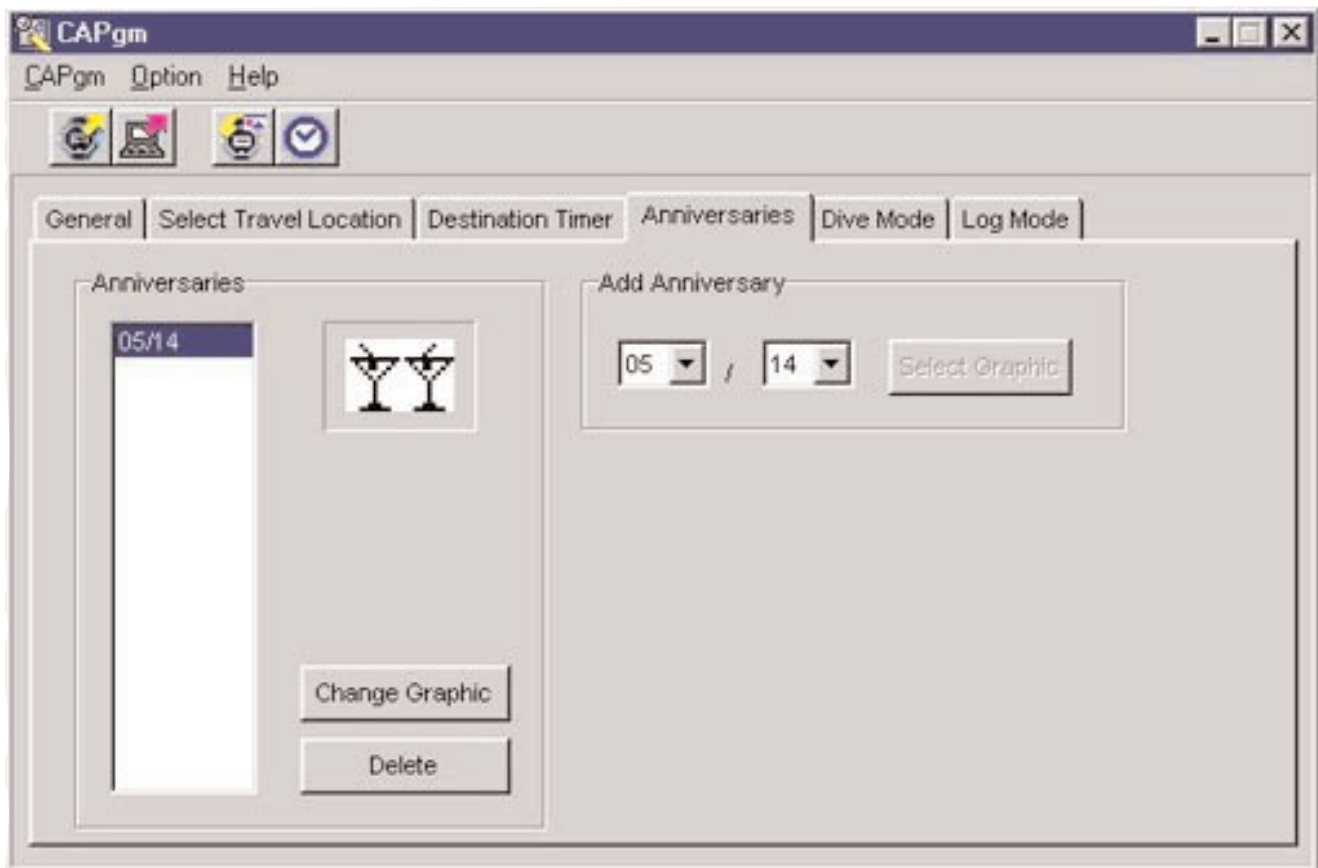 CAPgm
CAPgm Option Help
General Select Travel Location Destination Timer Anniversaries Dive Mode Log Mode
Anniversaries
05/14
Change Graphic
Delete
Add Anniversary
05 / 14 Select Graphic